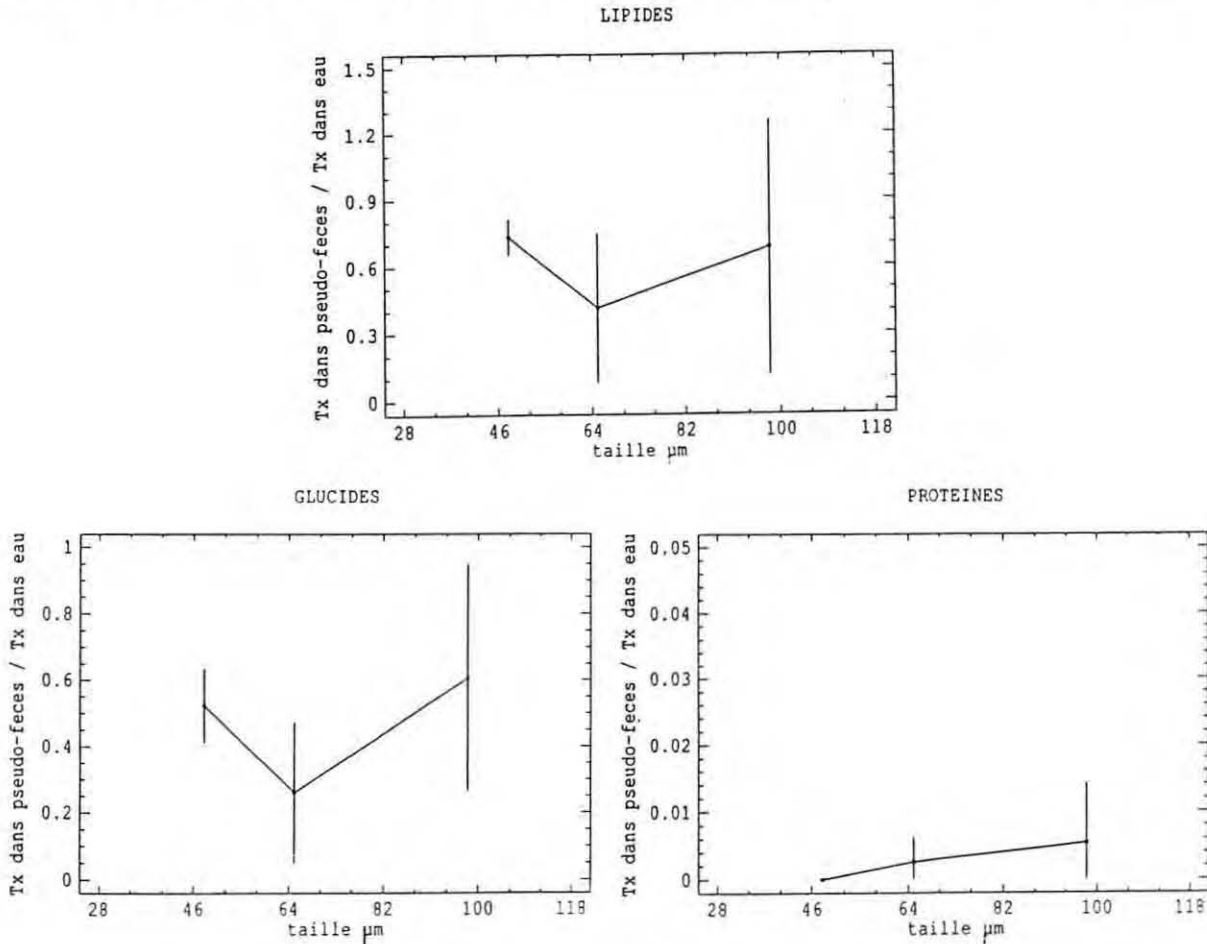 LIPIDES
Tx dans pseudo-feces / Tx dans eau
1.5
1.2
0.9
0.6
0.3
0
28 46 64 82 100 118
taille µm
GLUCIDES
Tx dans pseudo-feces / Tx dans eau
1
0.8
0.6
0.4
0.2
0
28 46 64 82 100 118
taille µm
PROTEINES
Tx dans pseudo-feces / Tx dans eau
0.05
0.04
0.03
0.02
0.01
0
28 46 64 82 100 118
taille µm